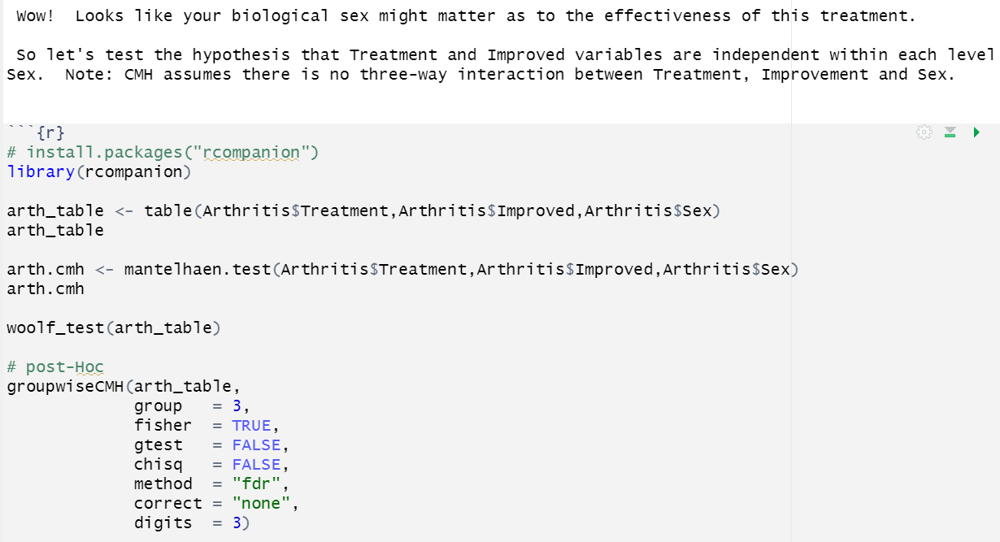 Wow!  Looks like your biological sex might matter as to the effectiveness of this treatment.
So let's test the hypothesis that Treatment and Improved variables are independent within each level
Sex.  Note: CMH assumes there is no three-way interaction between Treatment, Improvement and Sex.
```{r}
# install.packages("rcompanion")
library(rcompanion)
arth_table <- table(Arthritis$Treatment,Arthritis$Improved,Arthritis$Sex)
arth_table
arth.cmh <- mantelhaen.test(Arthritis$Treatment,Arthritis$Improved,Arthritis$Sex)
arth.cmh
woolf_test(arth_table)
# post-Hoc
groupwiseCMH(arth_table,
             group   = 3,
             fisher  = TRUE,
             gtest   = FALSE,
             chisq   = FALSE,
             method  = "fdr",
             correct = "none",
             digits  = 3)